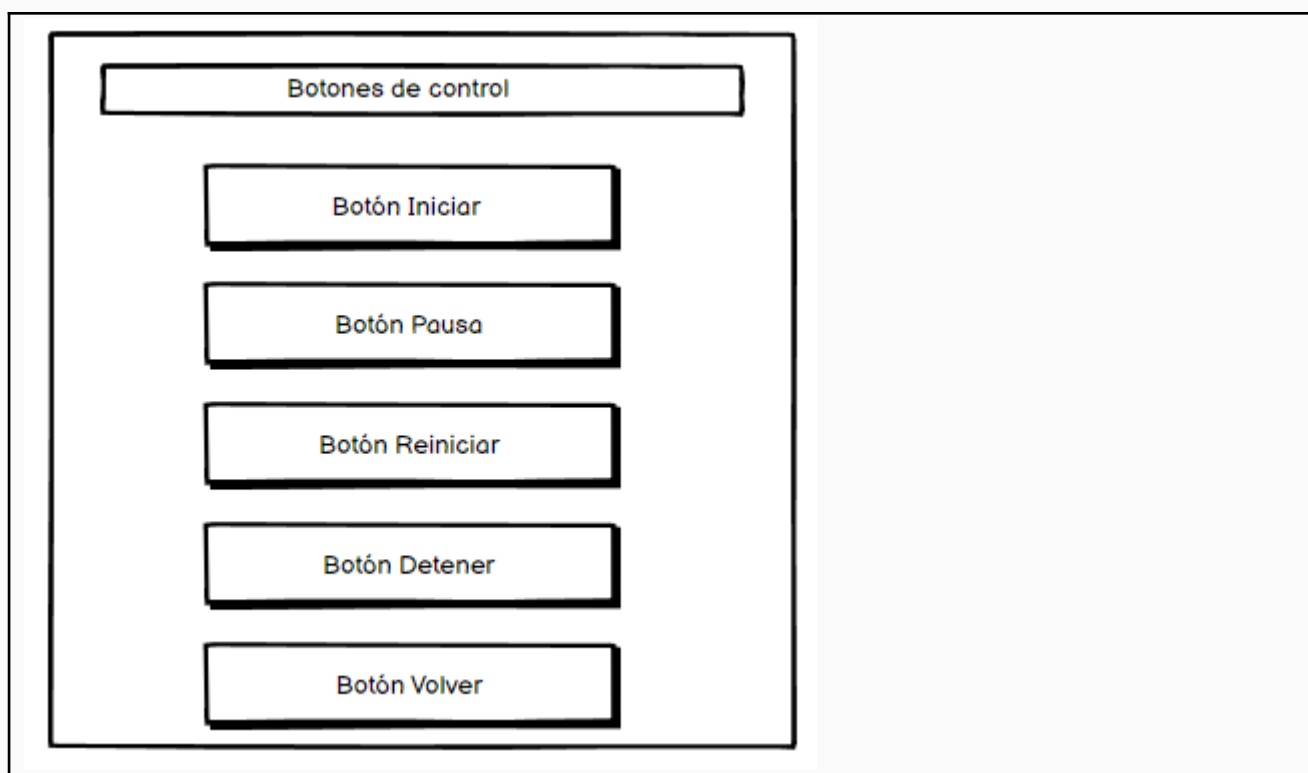 Botones de control
Botón Iniciar
Botón Pausa
Botón Reiniciar
Botón Detener
Botón Volver